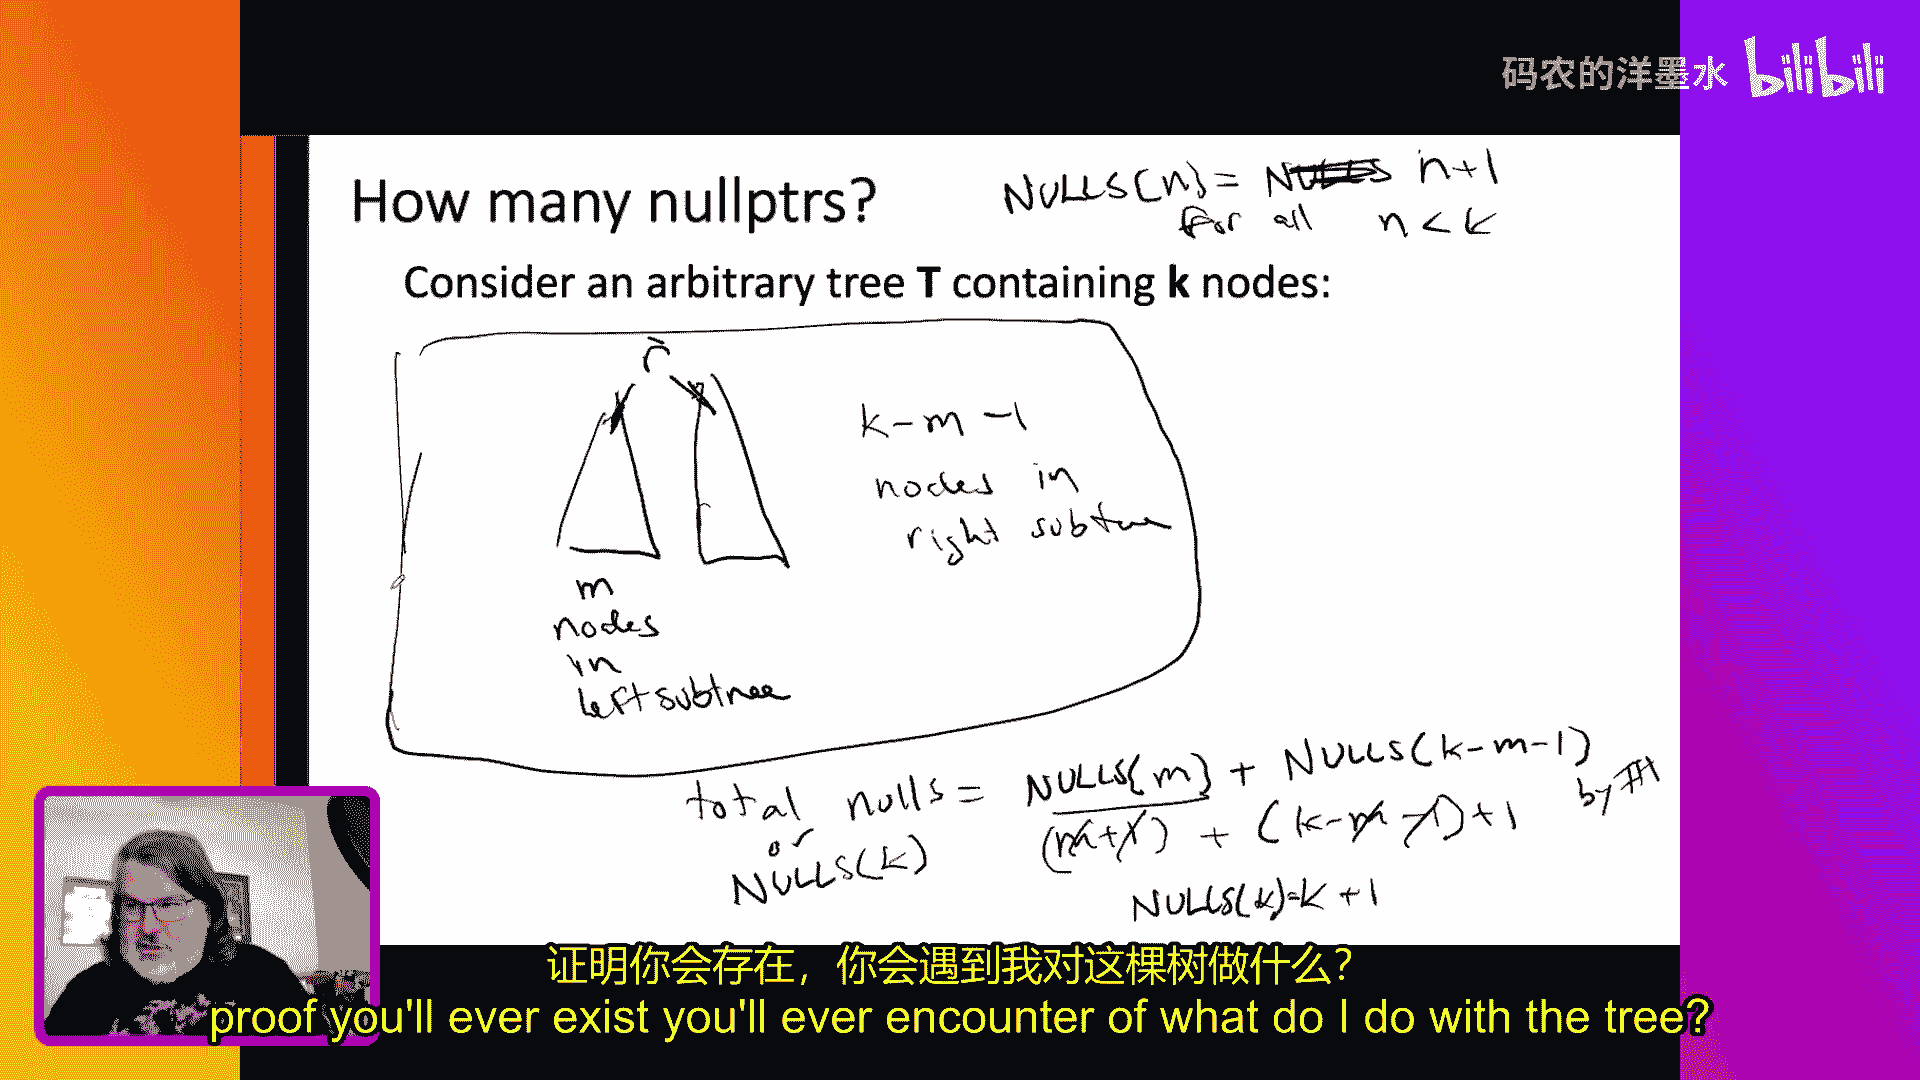 码农的洋墨水 bilibili
How many nullptrs?
NULLS(n) = n+1
for all n < k
Consider an arbitrary tree T containing k nodes:
r
k-m-1
nodes in
right subtree
m
nodes
in
left subtree
total nulls = NULLS(m) + NULLS(k-m-1)
by IH
or (m+1) + (k-m-1)+1
NULLS(k)
NULLS(k)=k+1
证明你会存在，你会遇到我对这棵树做什么？
proof you'll ever exist you'll ever encounter of what do I do with the tree?